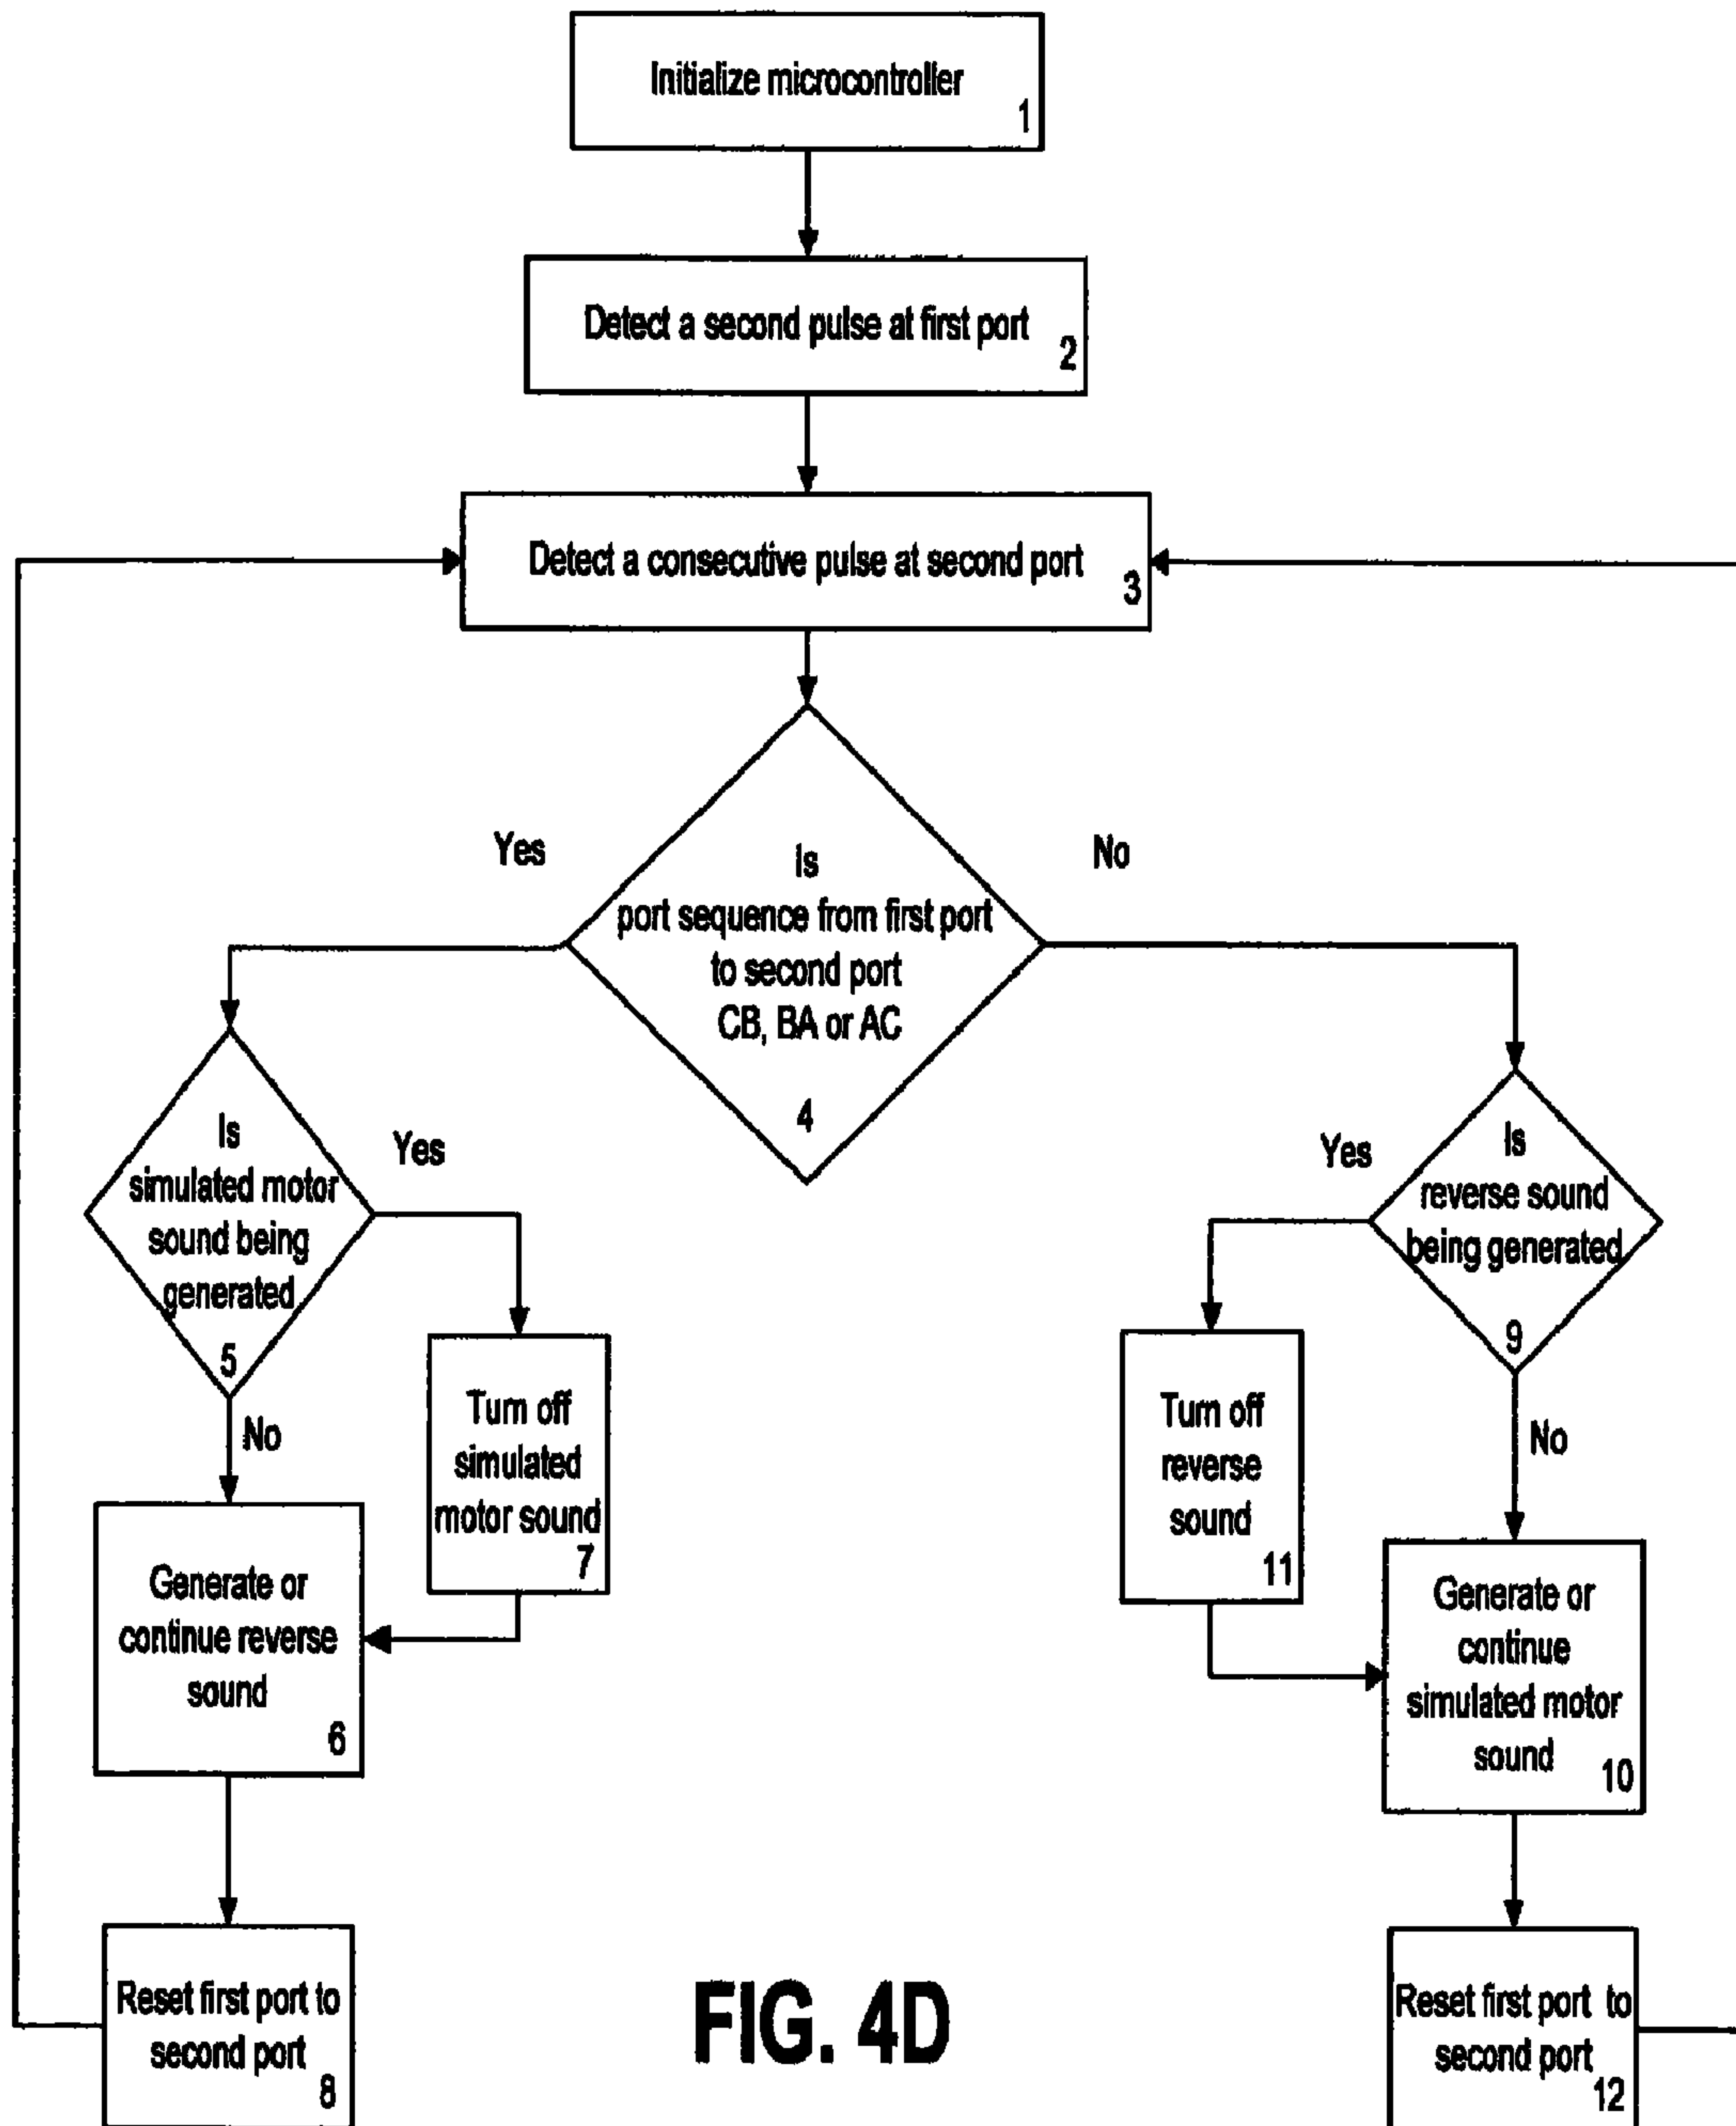 Initialize microcontroller
1
Detect a second pulse at first port
2
Detect a consecutive pulse at second port
3
Is
port sequence from first port
to second port
CB, BA or AC
4
Yes
No
Is
simulated motor
sound being
generated
5
Yes
No
Turn off
simulated
motor sound
7
Generate or
continue reverse
sound
6
Reset first port to
second port
8
Is
reverse sound
being generated
9
Yes
No
Turn off
reverse
sound
11
Generate or
continue
simulated motor
sound
10
Reset first port to
second port
12
FIG. 4D